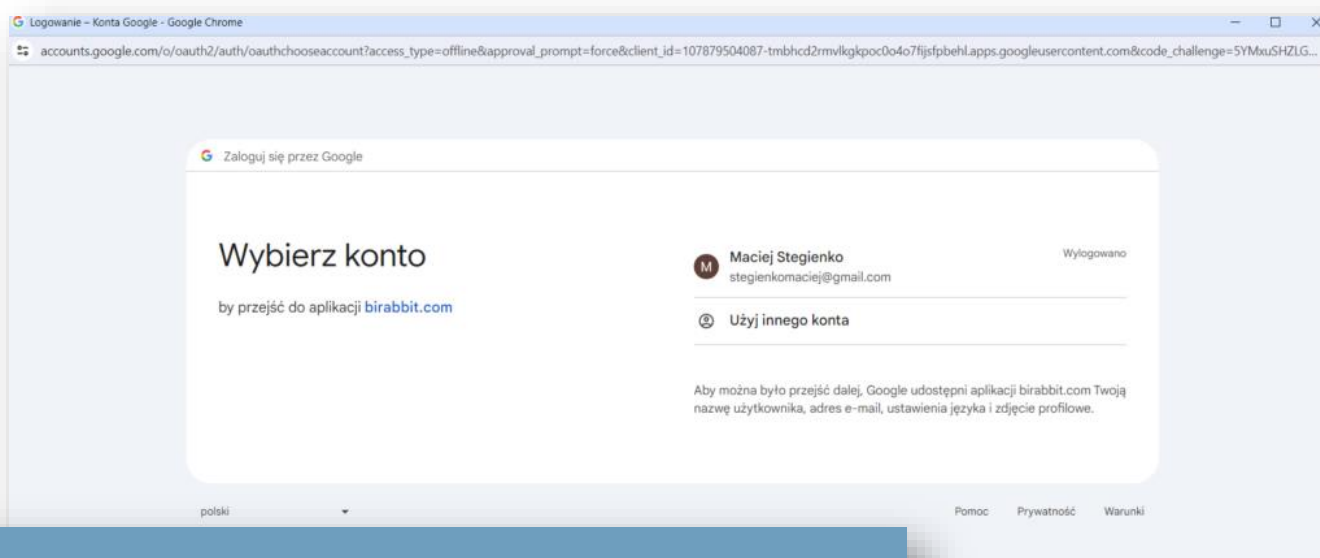 Logowanie – Konta Google - Google Chrome
accounts.google.com/o/oauth2/auth/oauthchooseaccount?access_type=offline&approval_prompt=force&client_id=107879504087-tmbhcd2rmvlkgkpoc0o4o7fijsfpbehl.apps.googleusercontent.com&code_challenge=5YMxuSHZLG...
Zaloguj się przez Google
Wybierz konto
by przejść do aplikacji birabbit.com
M
Maciej Stegienko
Wylogowano
stegienkomaciej@gmail.com
Użyj innego konta
Aby można było przejść dalej, Google udostępni aplikacji birabbit.com Twoją
nazwę użytkownika, adres e-mail, ustawienia języka i zdjęcie profilowe.
polski
Pomoc Prywatność Warunki